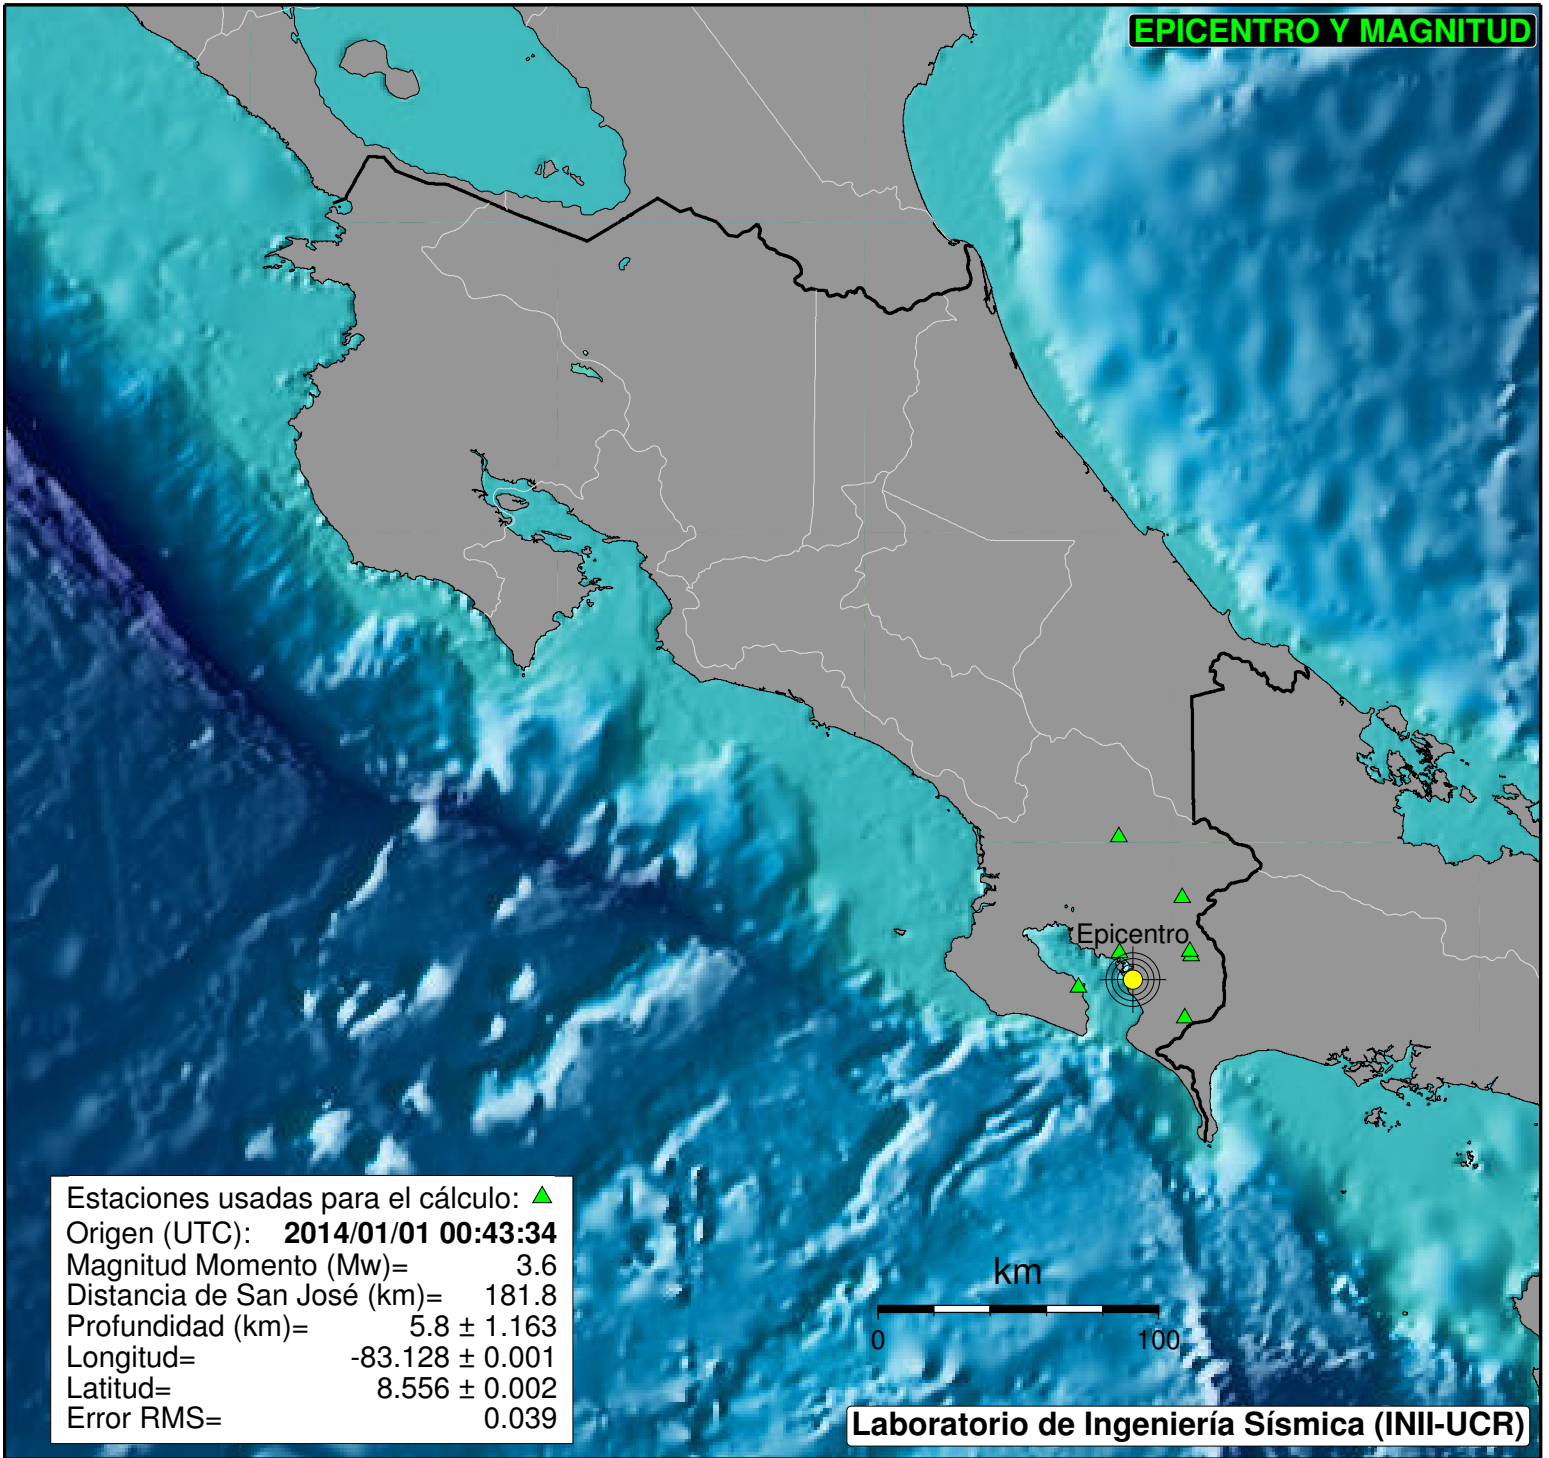 EPICENTRO Y MAGNITUD
Epicentro
Estaciones usadas para el cálculo:
Origen (UTC): 2014/01/01 00:43:34
Magnitud Momento (Mw)= 3.6
Distancia de San José (km)= 181.8
Profundidad (km)= 5.8 ± 1.163
Longitud= -83.128 ± 0.001
Latitud= 8.556 ± 0.002
Error RMS= 0.039
km
0 100
Laboratorio de Ingeniería Sísmica (INII-UCR)